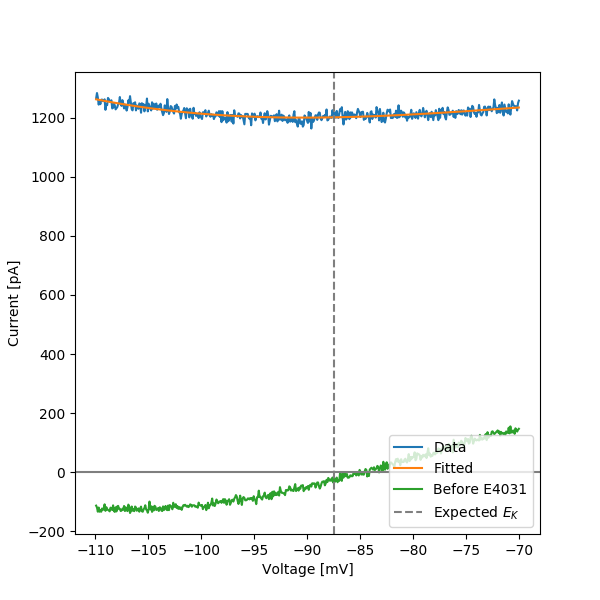 1200
1000
800
600
400
200
0
−200
Current [pA]
−110
−105
−100
−95
−90
−85
−80
−75
−70
Voltage [mV]
Data
Fitted
Before E4031
Expected $E_K$